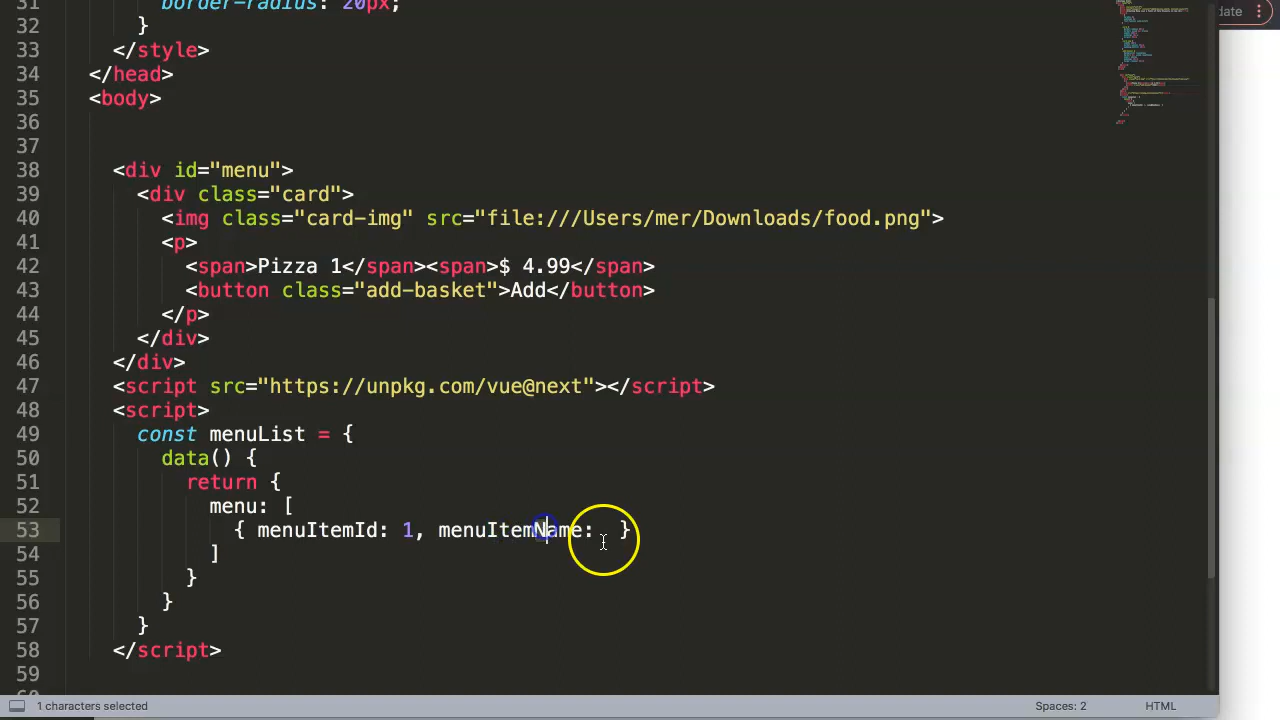 date
31 border-radius: 20px;
32 }
33 </style>
34 </head>
35 <body>
36
37
38 <div id="menu">
39 <div class="card">
40 <img class="card-img" src="file:///Users/mer/Downloads/food.png">
41 <p>
42 <span>Pizza 1</span><span>$ 4.99</span>
43 <button class="add-basket">Add</button>
44 </p>
45 </div>
46 </div>
47 <script src="https://unpkg.com/vue@next"></script>
48 <script>
49 const menuList = {
50 data() {
51 return {
52 menu: [
53 { menuItemId: 1, menuItemName: }
54 ]
55 }
56 }
57 }
58 </script>
59
1 characters selected
Spaces: 2
HTML